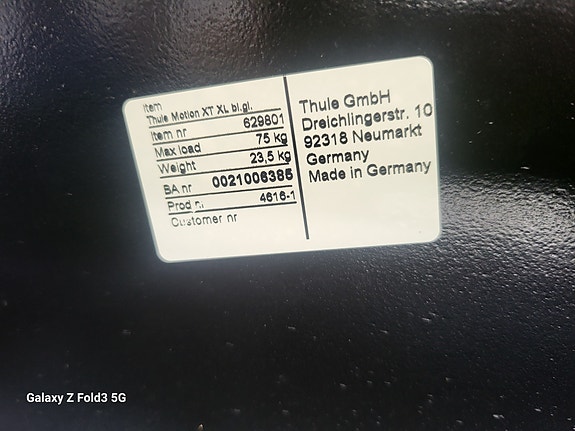 Item
Thule Motion XT XL bl.gl.
Item nr 629801
Max load 75 kg
Weight 23,5 kg
BA nr 0021006385
Prod nr. 4616-1
Customer nr
Thule GmbH
Dreichlingerstr. 10
92318 Neumarkt
Germany
Made in Germany
Galaxy Z Fold3 5G